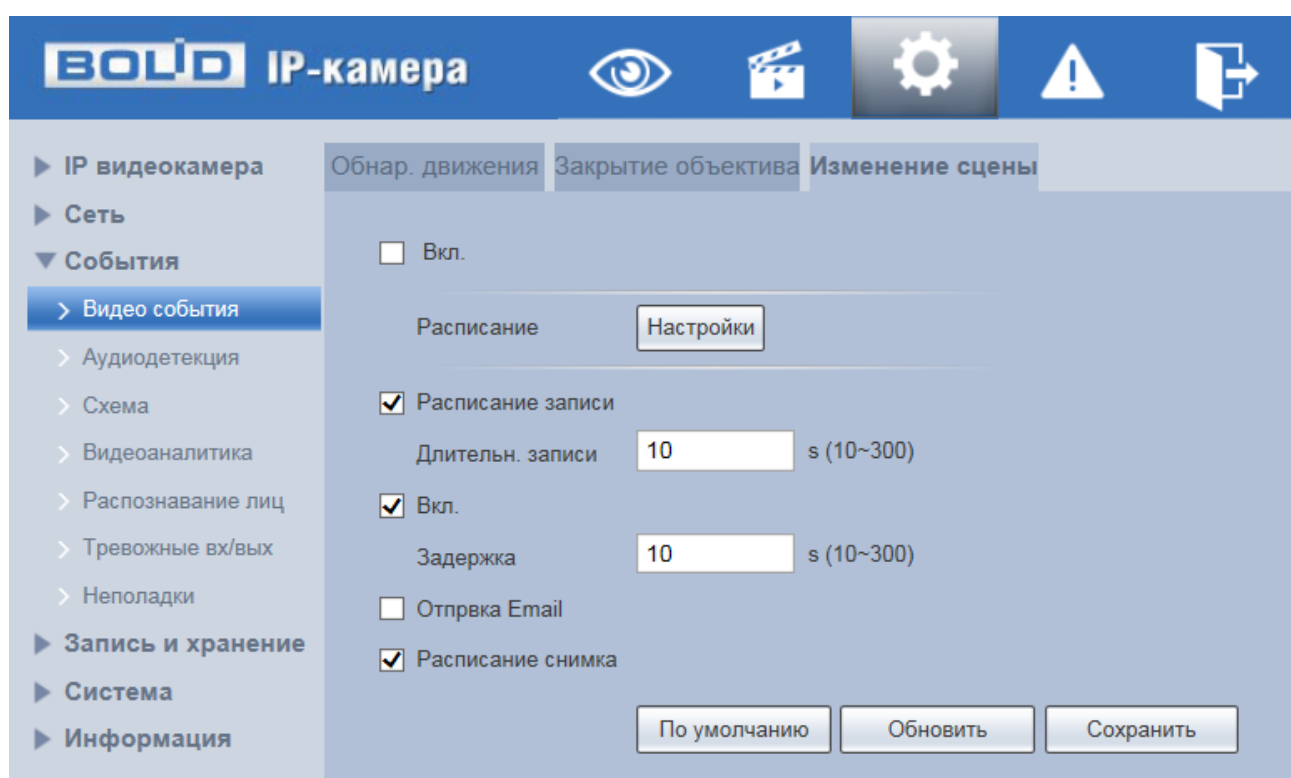 BOLID IP-камера
IP видеокамера
Сеть
События
Видео события
Аудиодетекция
Схема
Видеоаналитика
Распознавание лиц
Тревожные вх/вых
Неполадки
Запись и хранение
Система
Информация
Обнар. движения Закрытие объектива Изменение сцены
Вкл.
Расписание Настройки
Расписание записи
Длительн. записи 10 s (10~300)
Вкл.
Задержка 10 s (10~300)
Отпрвка Email
Расписание снимка
По умолчанию Обновить Сохранить